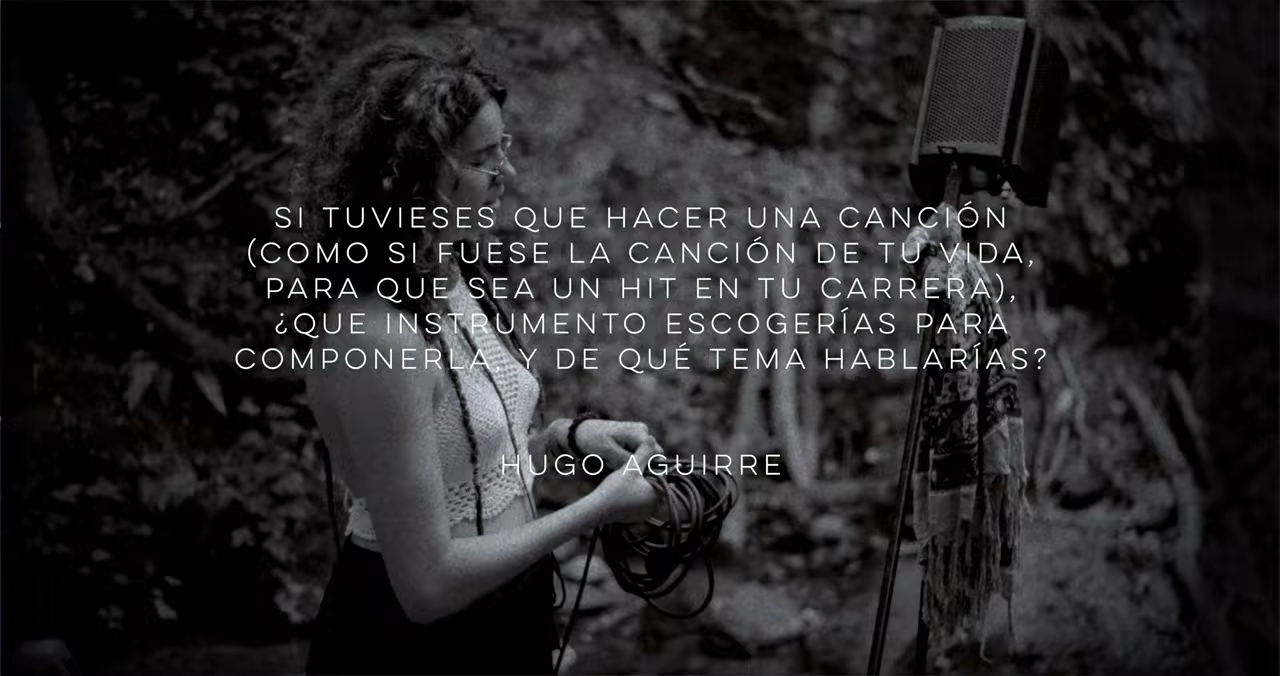 SI TUVIESES QUE HACER UNA CANCIÓN
(COMO SI FUESE LA CANCIÓN DE TU VIDA,
PARA QUE SEA UN HIT EN TU CARRERA),
¿QUE INSTRUMENTO ESCOGERÍAS PARA
COMPONERLA, Y DE QUÉ TEMA HABLARÍAS?
HUGO AGUIRRE